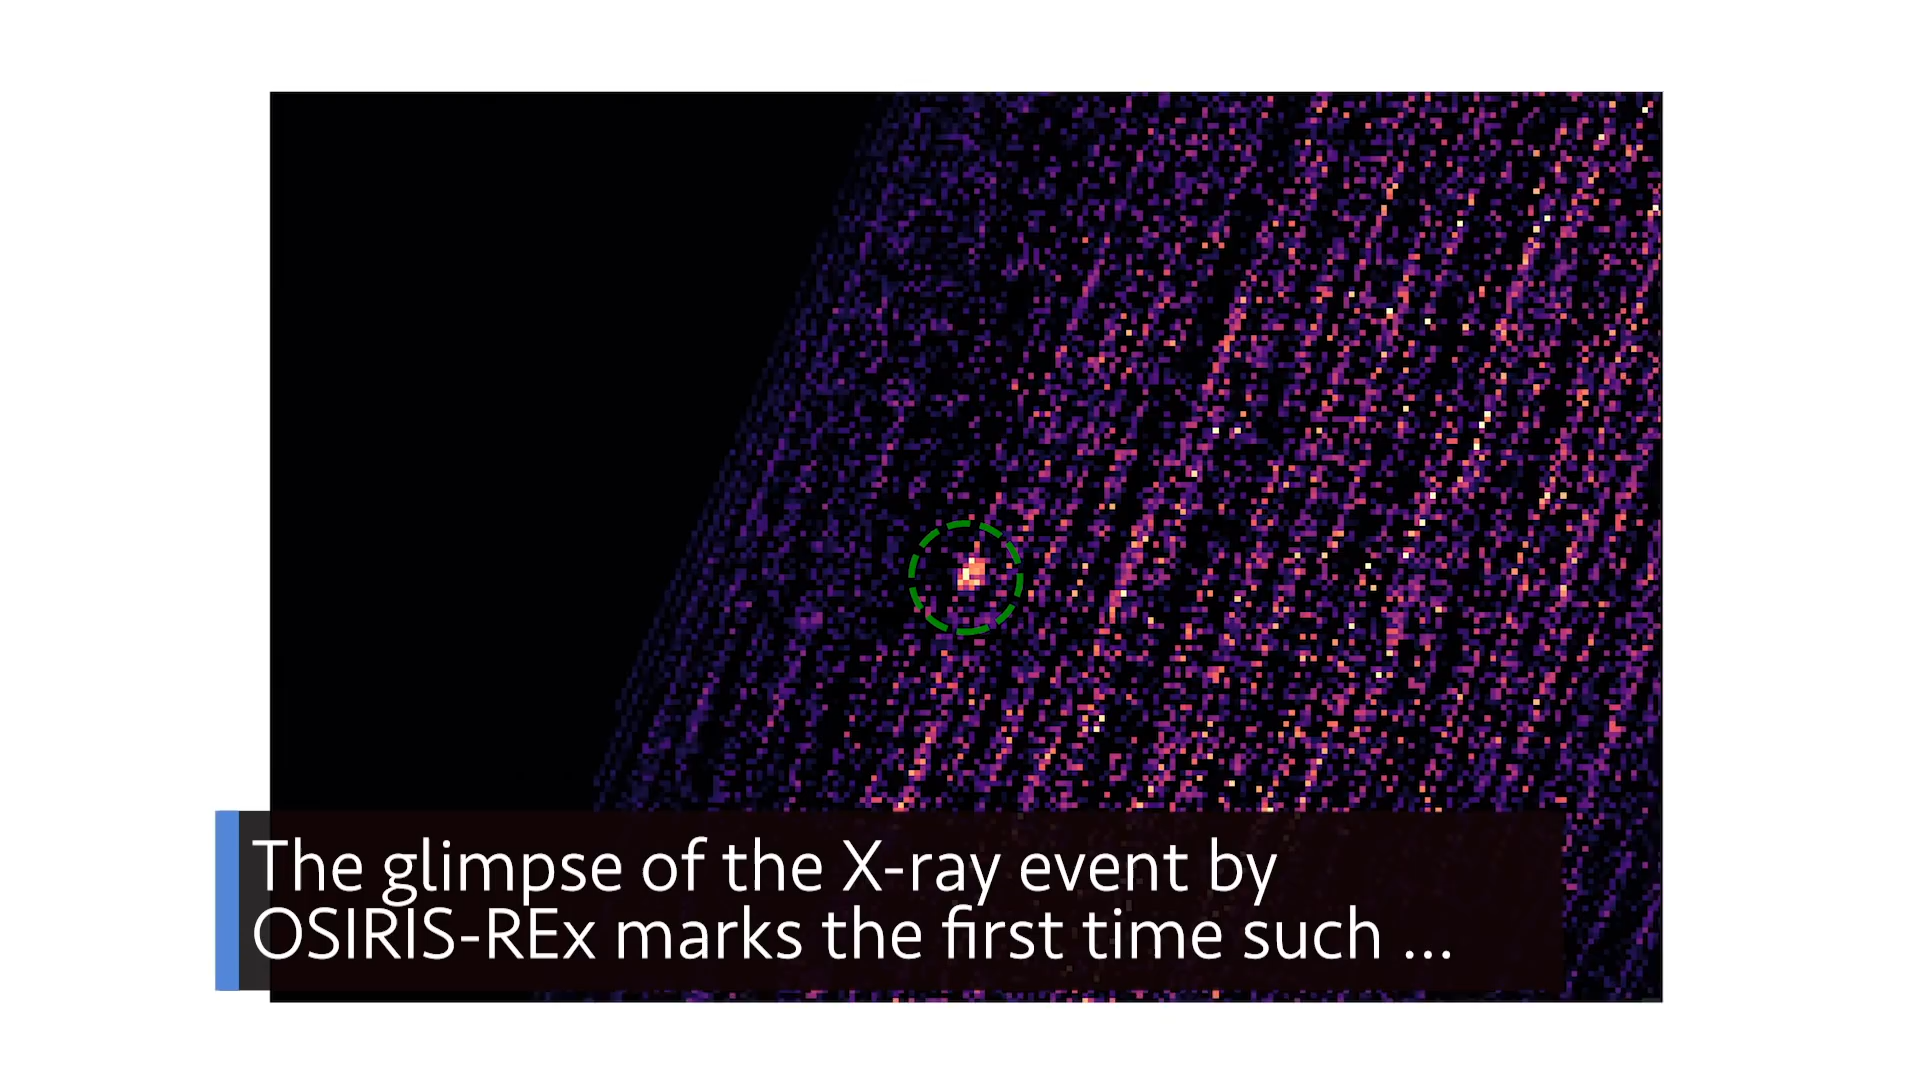 The glimpse of the X-ray event by
OSIRIS-REx marks the first time such ...